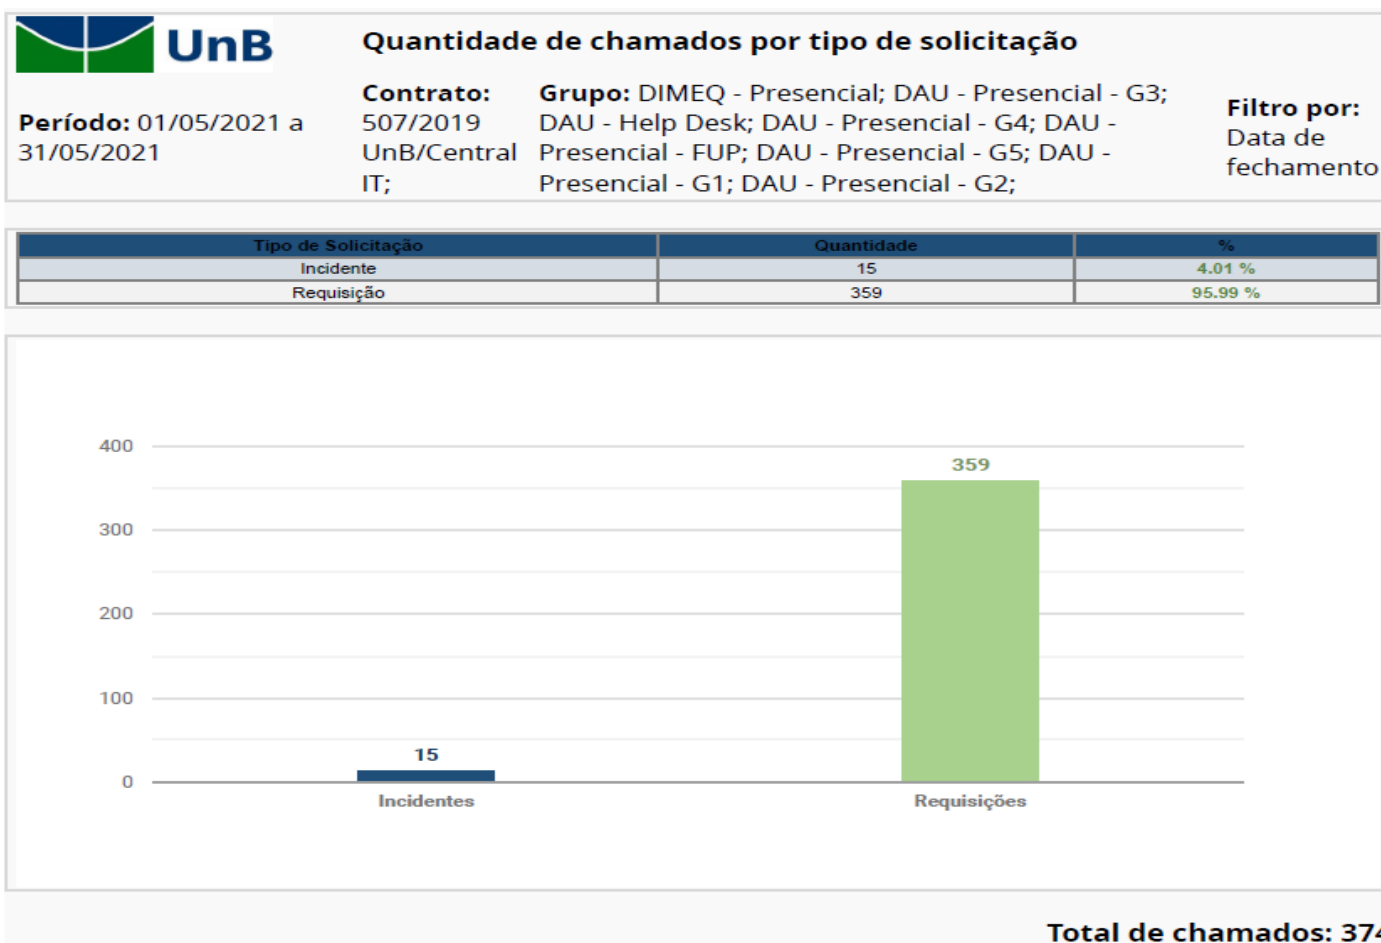 UnB
Quantidade de chamados por tipo de solicitação
Período: 01/05/2021 a
31/05/2021
Contrato:
507/2019
UnB/Central
IT;
Grupo: DIMEQ - Presencial; DAU - Presencial - G3;
DAU - Help Desk; DAU - Presencial - G4; DAU -
Presencial - FUP; DAU - Presencial - G5; DAU -
Presencial - G1; DAU - Presencial - G2;
Filtro por:
Data de
fechamento
Tipo de Solicitação Quantidade %
Incidente 15 4.01 %
Requisição 359 95.99 %
400
359
300
200
100
15
0
Incidentes Requisições
Total de chamados: 374